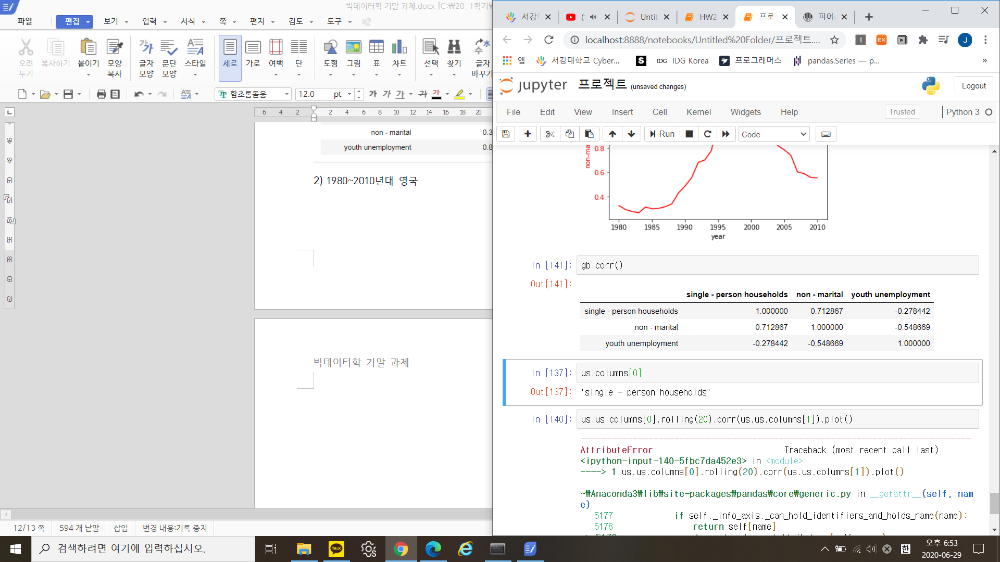 빅데이터학 기말 과제.docx [C:₩20-1학기₩
파일
편집
보기
입력
서식
쪽
편지
검토
도구
오려 두기
복사하기
붙이기
모양 복사
글자 모양
문단 모양
스타일
세로
가로
여백
단
도형
그림
표
차트
선택
찾기
글자 바꾸기
함초롬돋움
12.0 pt
가 가 가 가 가
6 4 2 2 4 6 8 10 12 14 16 18 20
non - marital 0.3
youth unemployment 0.8
2) 1980~2010년대 영국
빅데이터학 기말 과제
46 48 50 52 54 56 58 60 62
12/13 쪽 594 개 낱말 삽입 변경 내용:기록 중지
서강 Untit HW2 프로 피어
localhost:8888/notebooks/Untitled%20Folder/프로젝트....
EX
J
앱 서강대학교 Cyber... S IDG IDG Korea 프로그래머스 pandas.Series — p... »
jupyter 프로젝트 (unsaved changes)
Logout
File Edit View Insert Cell Kernel Widgets Help
Trusted
Python 3
Run
Code
non-ma
0.8
0.6
0.4
1980 1985 1990 1995 2000 2005 2010
year
In [141]: gb.corr()
Out[141]:
single - person households non - marital youth unemployment
single - person households 1.000000 0.712867 -0.278442
non - marital 0.712867 1.000000 -0.548669
youth unemployment -0.278442 -0.548669 1.000000
In [137]: us.columns[0]
Out[137]: 'single - person households'
In [140]: us.us.columns[0].rolling(20).corr(us.us.columns[1]).plot()
---------------------------------------------------------------------------
AttributeError Traceback (most recent call last)
<ipython-input-140-5fbc7da452e3> in <module>
----> 1 us.us.columns[0].rolling(20).corr(us.us.columns[1]).plot()
~₩Anaconda3₩lib₩site-packages₩pandas₩core₩generic.py in __getattr__(self, nam
e)
5177 if self._info_axis._can_hold_identifiers_and_holds_name(name):
5178 return self[name]
검색하려면 여기에 입력하십시오.
TALK
한
오후 6:53
2020-06-29